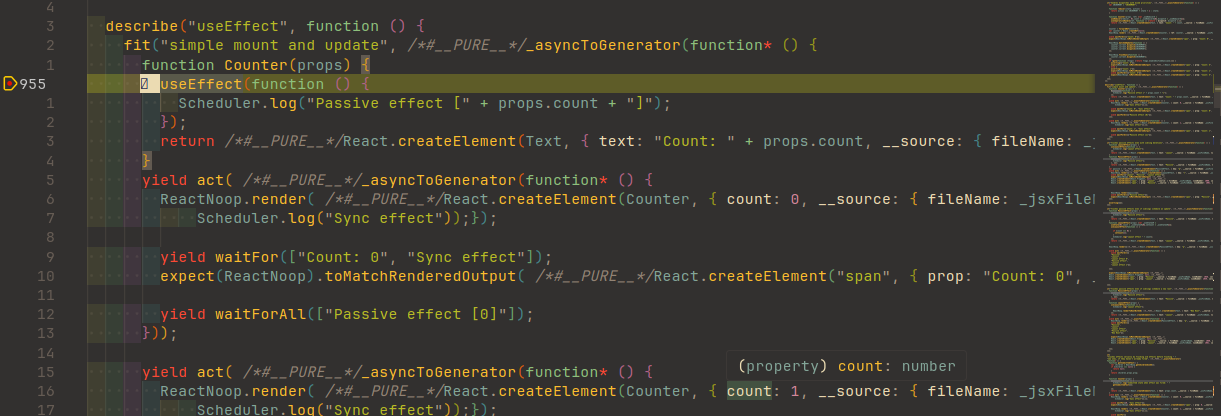 4
3 describe("useEffect", function () {
2 fit("simple mount and update", /*#__PURE__*/_asyncToGenerator(function* () {
1 function Counter(props) {
955 useEffect(function () {
1 Scheduler.log("Passive effect [" + props.count + "]");
2 });
3 return /*#__PURE__*/React.createElement(Text, { text: "Count: " + props.count, __source: { fileName: _
4 }
5 yield act( /*#__PURE__*/_asyncToGenerator(function* () {
6 ReactNoop.render( /*#__PURE__*/React.createElement(Counter, { count: 0, __source: { fileName: _jsxFile
7 Scheduler.log("Sync effect"));});
8
9 yield waitFor(["Count: 0", "Sync effect"]);
10 expect(ReactNoop).toMatchRenderedOutput( /*#__PURE__*/React.createElement("span", { prop: "Count: 0", _
11
12 yield waitForAll(["Passive effect [0]"]);
13 }));
14
(property) count: number
15 yield act( /*#__PURE__*/_asyncToGenerator(function* () {
16 ReactNoop.render( /*#__PURE__*/React.createElement(Counter, { count: 1, __source: { fileName: _jsxFile
17 Scheduler.log("Sync effect"));});